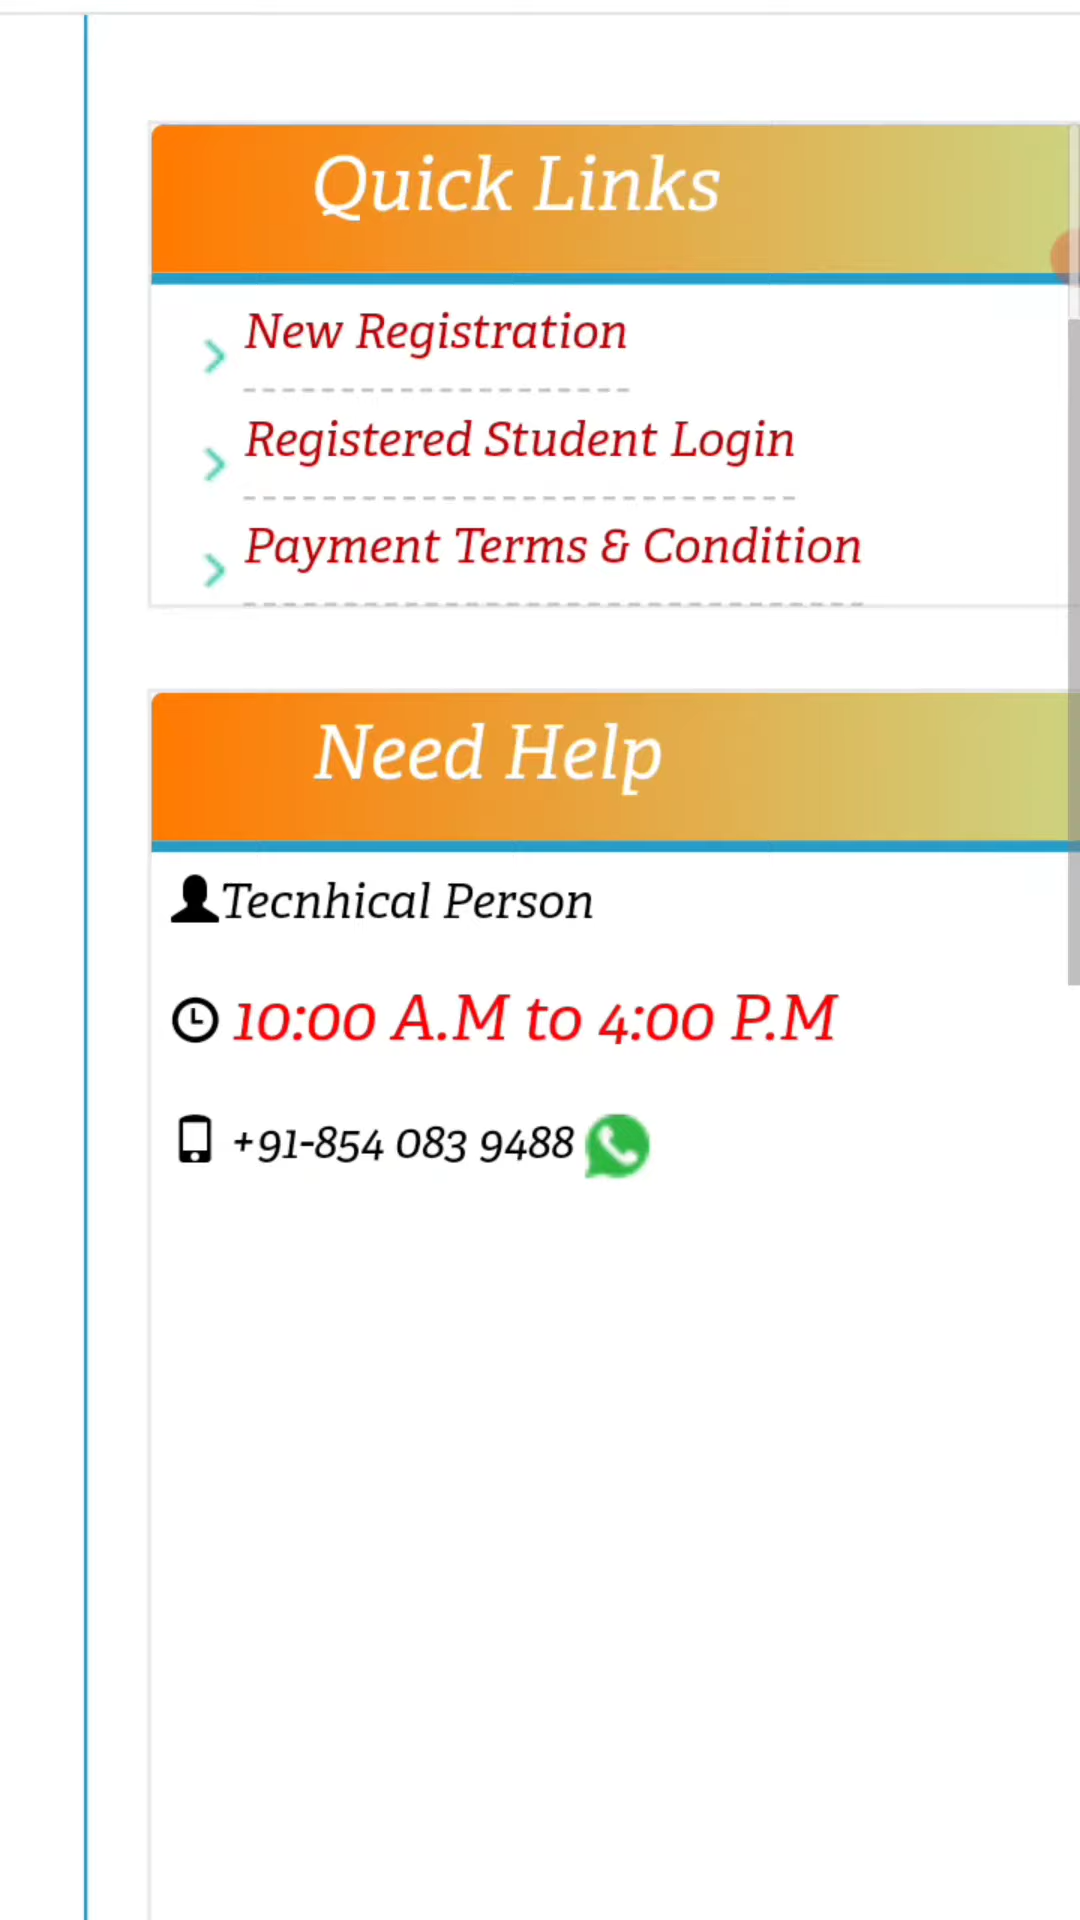 Quick Links
New Registration
Registered Student Login
Payment Terms & Condition
Need Help
Tecnhical Person
10:00 A.M to 4:00 P.M
+91-854 083 9488